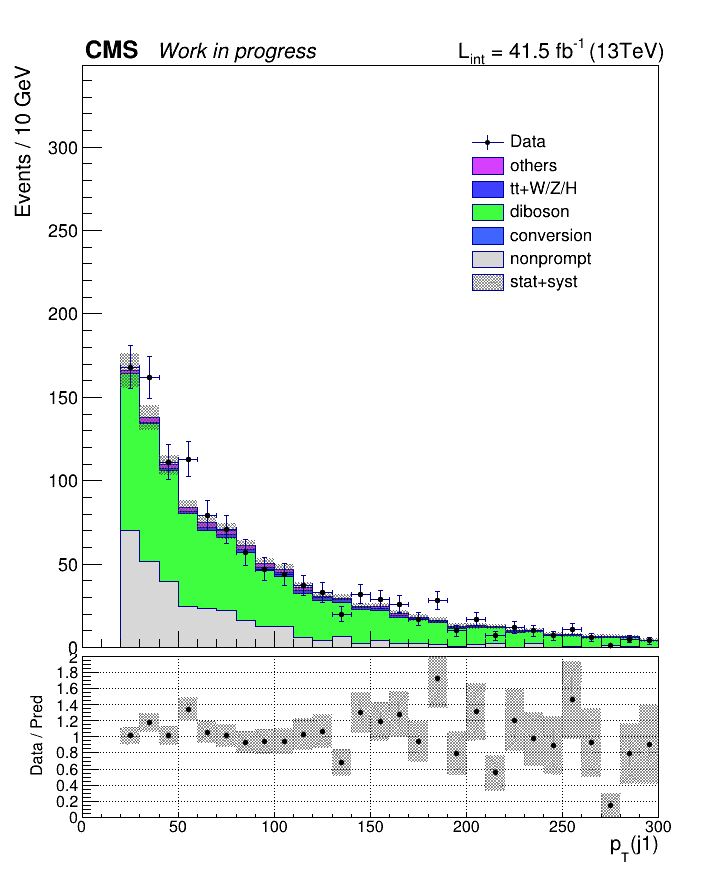 CMS Work in progress L_int = 41.5 fb^-1 (13TeV)
Events / 10 GeV
300
250
200
150
100
50
0
Data
others
tt+W/Z/H
diboson
conversion
nonprompt
stat+syst
Data / Pred
2
1.8
1.6
1.4
1.2
1
0.8
0.6
0.4
0.2
0
0 50 100 150 200 250 300
p_T(j1)